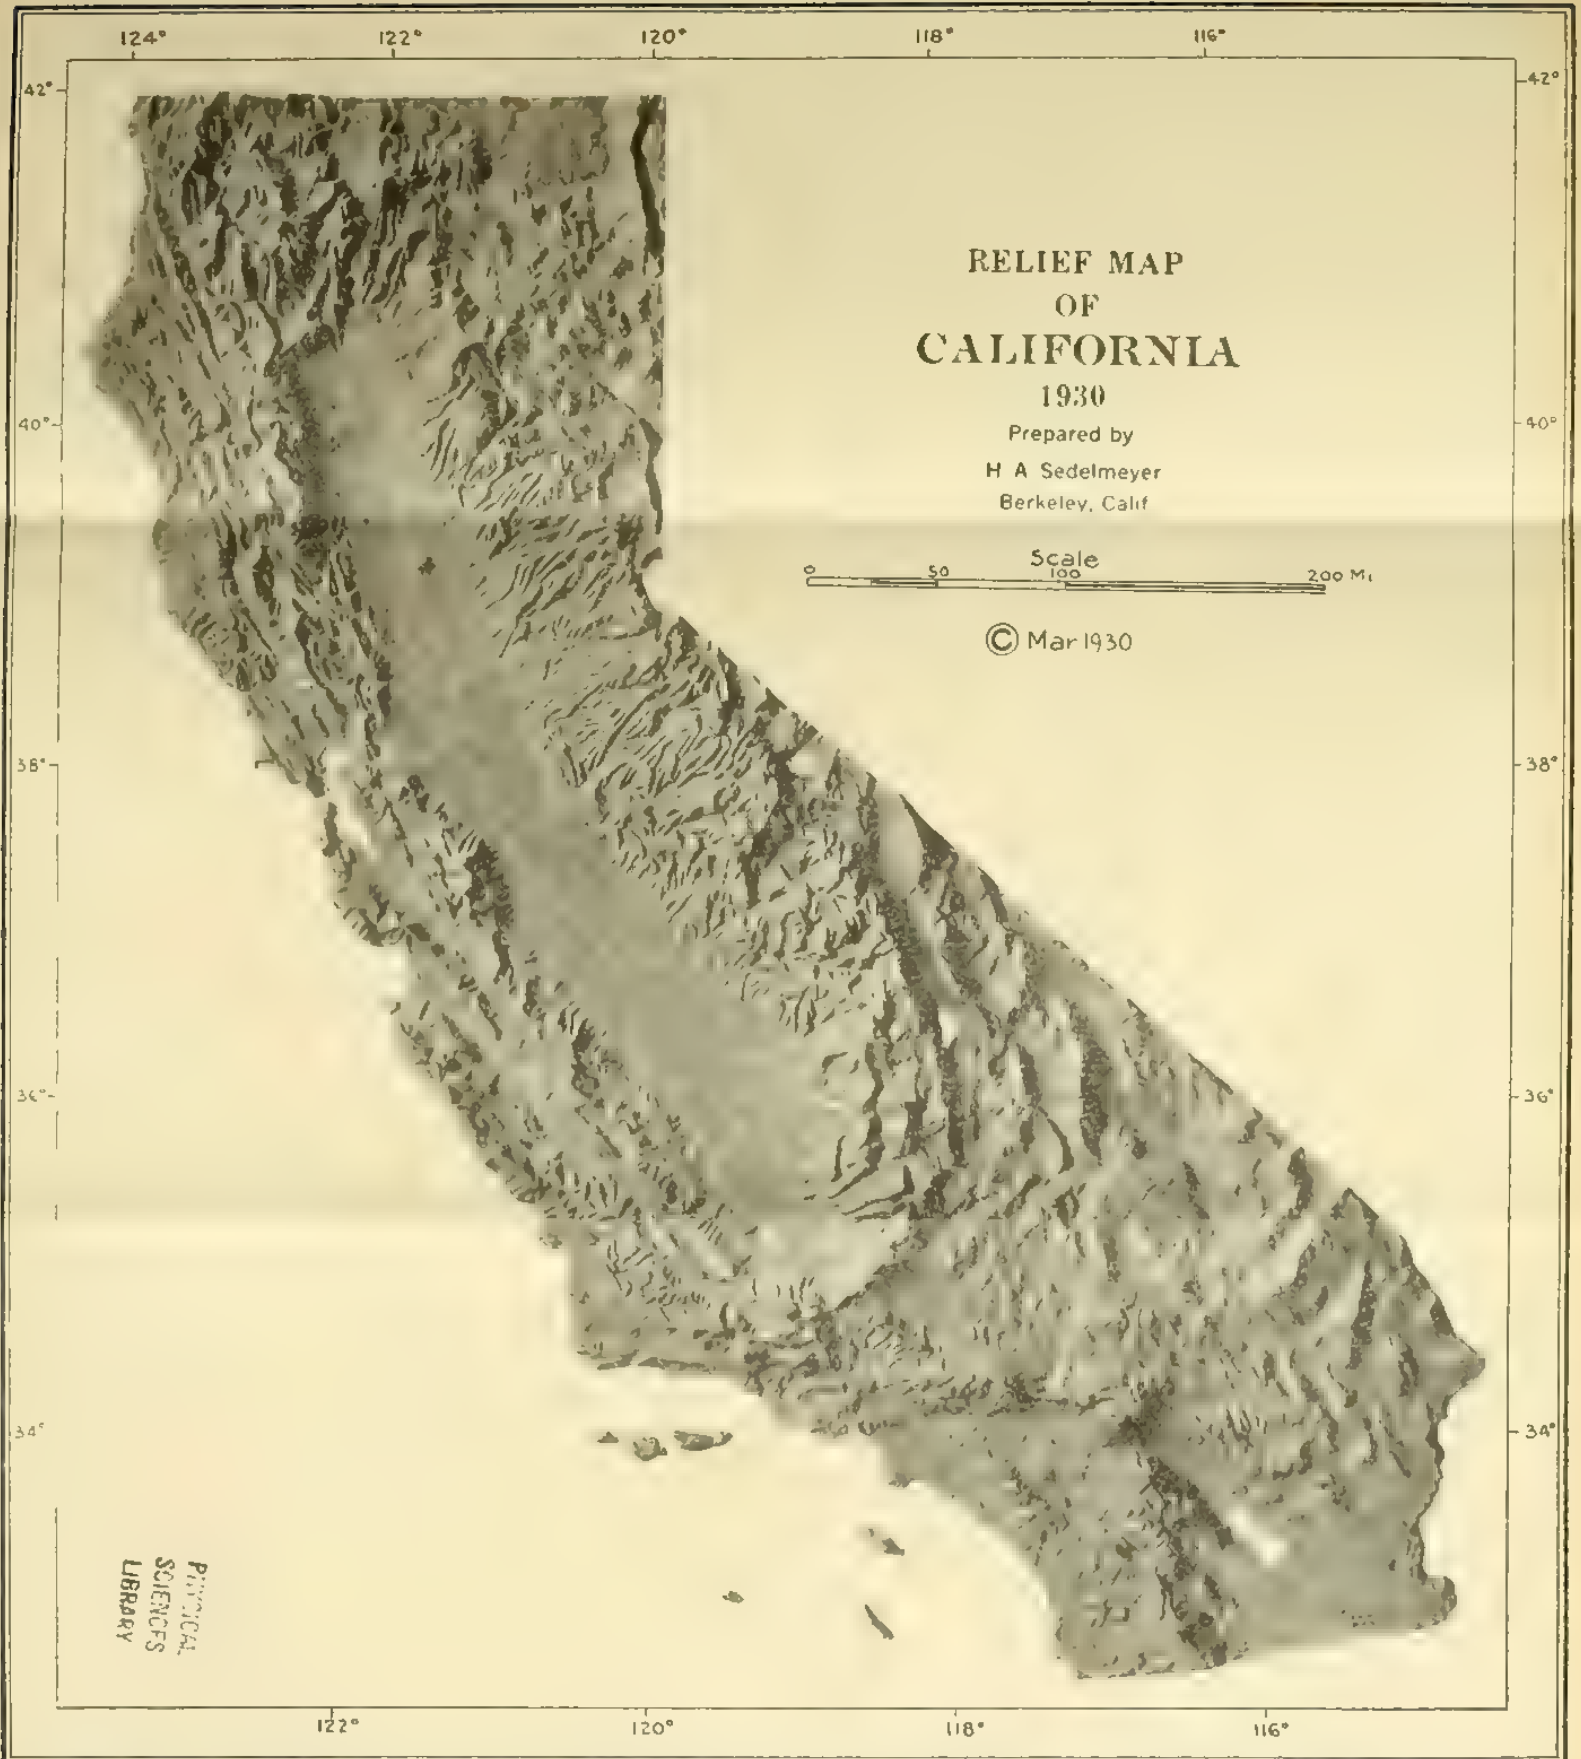 124° 122° 120° 118° 116°
42° 42°
RELIEF MAP
OF
CALIFORNIA
1930
Prepared by
H A Sedelmeyer
Berkeley, Calif
40° 40°
Scale
0 50 100 200 Mi
© Mar 1930
38° 38°
36° 36°
34° 34°
PHYSICAL
SCIENCES
LIBRARY
122° 120° 118° 116°